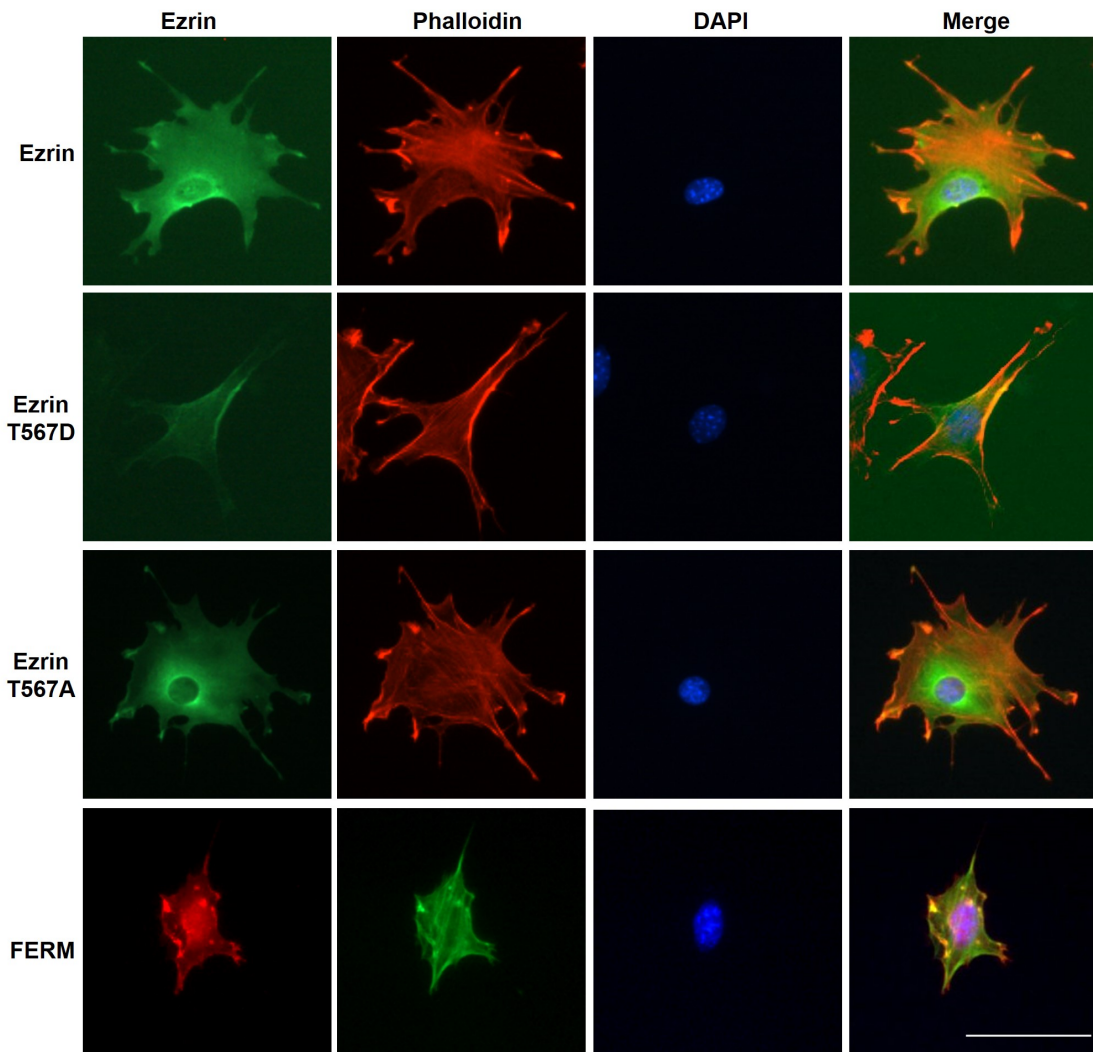 Ezrin Phalloidin DAPI Merge
Ezrin
Ezrin
T567D
Ezrin
T567A
FERM